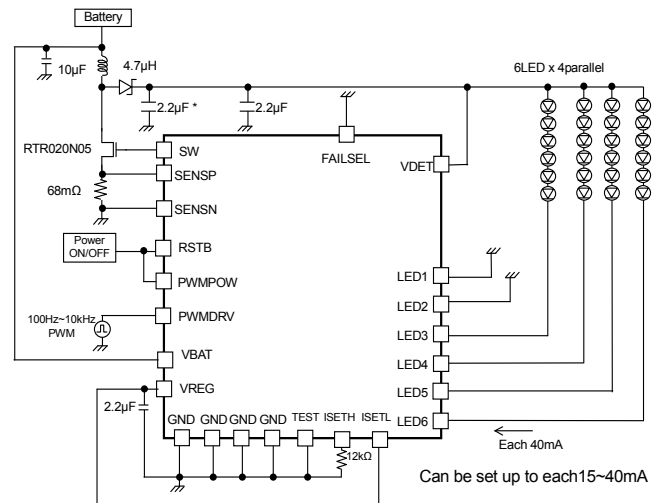 Battery
10µF
4.7µH
6LED x 4parallel
2.2µF *
2.2µF
RTR020N05
SW
FAILSEL
VDET
SENSP
68mΩ
SENSN
Power
ON/OFF
RSTB
PWMPOW
LED1
LED2
100Hz~10kHz
PWM
PWMDRV
LED3
VBAT
LED4
VREG
LED5
2.2µF
GND GND GND GND TEST ISETH ISETL
LED6
Each 40mA
12kΩ
Can be set up to each15~40mA